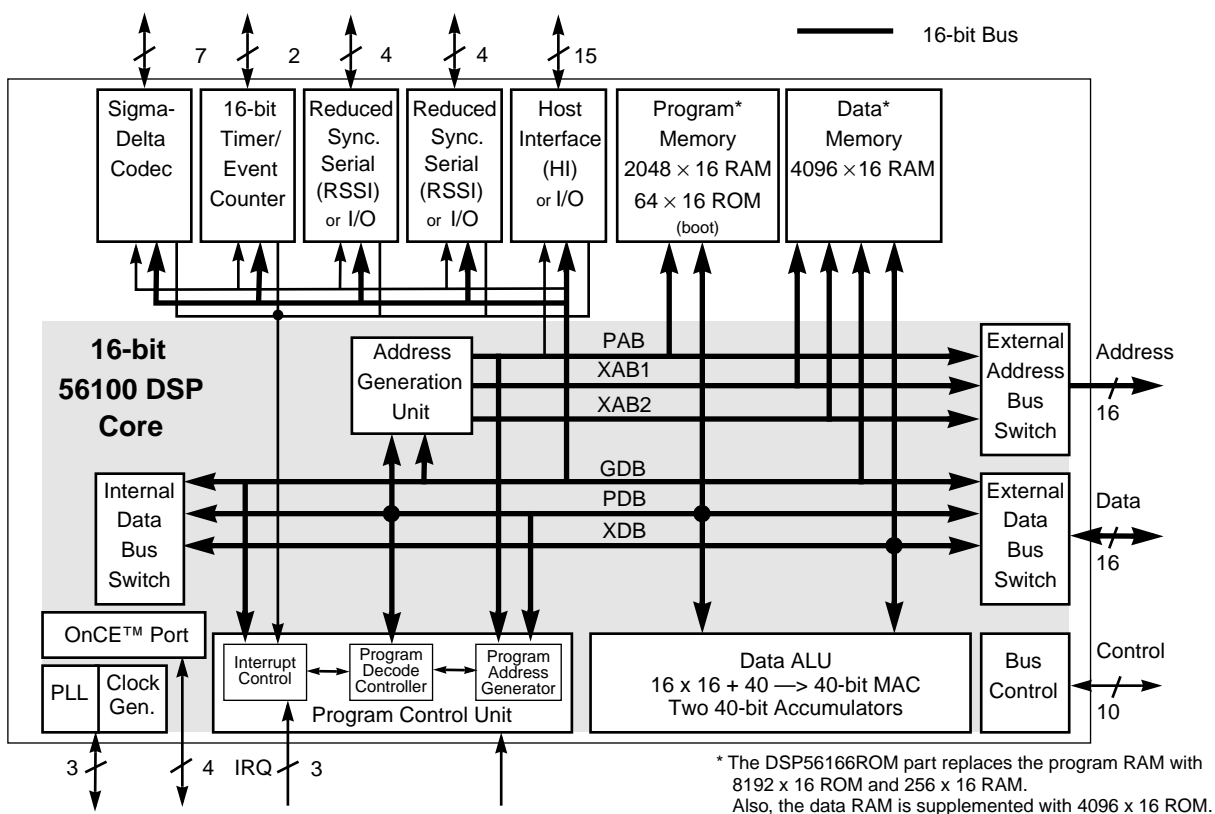 16-bit Bus
7
2
4
4
15
Sigma-
Delta
Codec
16-bit
Timer/
Event
Counter
Reduced
Sync.
Serial
(RSSI)
or I/O
Reduced
Sync.
Serial
(RSSI)
or I/O
Host
Interface
(HI)
or I/O
Program*
Memory
2048 × 16 RAM
64 × 16 ROM
(boot)
Data*
Memory
4096 × 16 RAM
16-bit
56100 DSP
Core
Address
Generation
Unit
PAB
XAB1
XAB2
External
Address
Bus
Switch
Address
16
Internal
Data
Bus
Switch
GDB
PDB
XDB
External
Data
Bus
Switch
Data
16
OnCE™ Port
PLL
Clock
Gen.
Interrupt
Control
Program
Decode
Controller
Program
Address
Generator
Program Control Unit
Data ALU
16 x 16 + 40 —> 40-bit MAC
Two 40-bit Accumulators
Bus
Control
Control
10
3
4
IRQ
3
* The DSP56166ROM part replaces the program RAM with
8192 x 16 ROM and 256 x 16 RAM.
Also, the data RAM is supplemented with 4096 x 16 ROM.